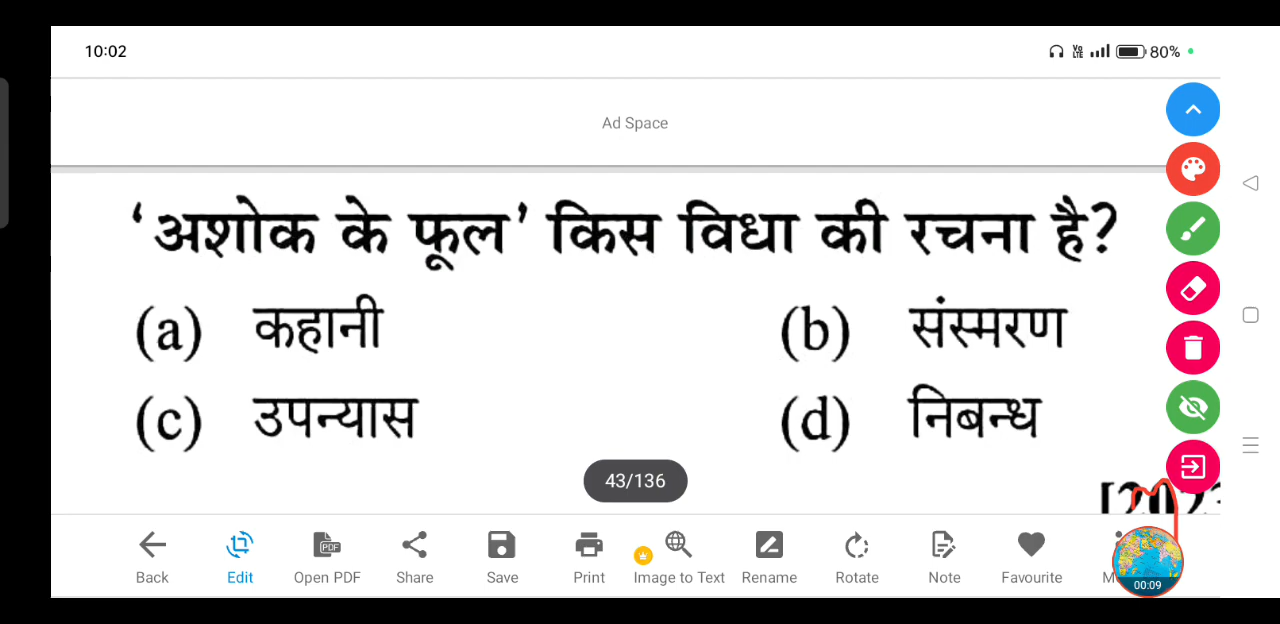 10:02 80%
Ad Space
‘अशोक के फूल’ किस विधा की रचना है?
(a) कहानी (b) संस्मरण
(c) उपन्यास (d) निबन्ध
43/136
Back Edit Open PDF Share Save Print Image to Text Rename Rotate Note Favourite
PDF
00:09